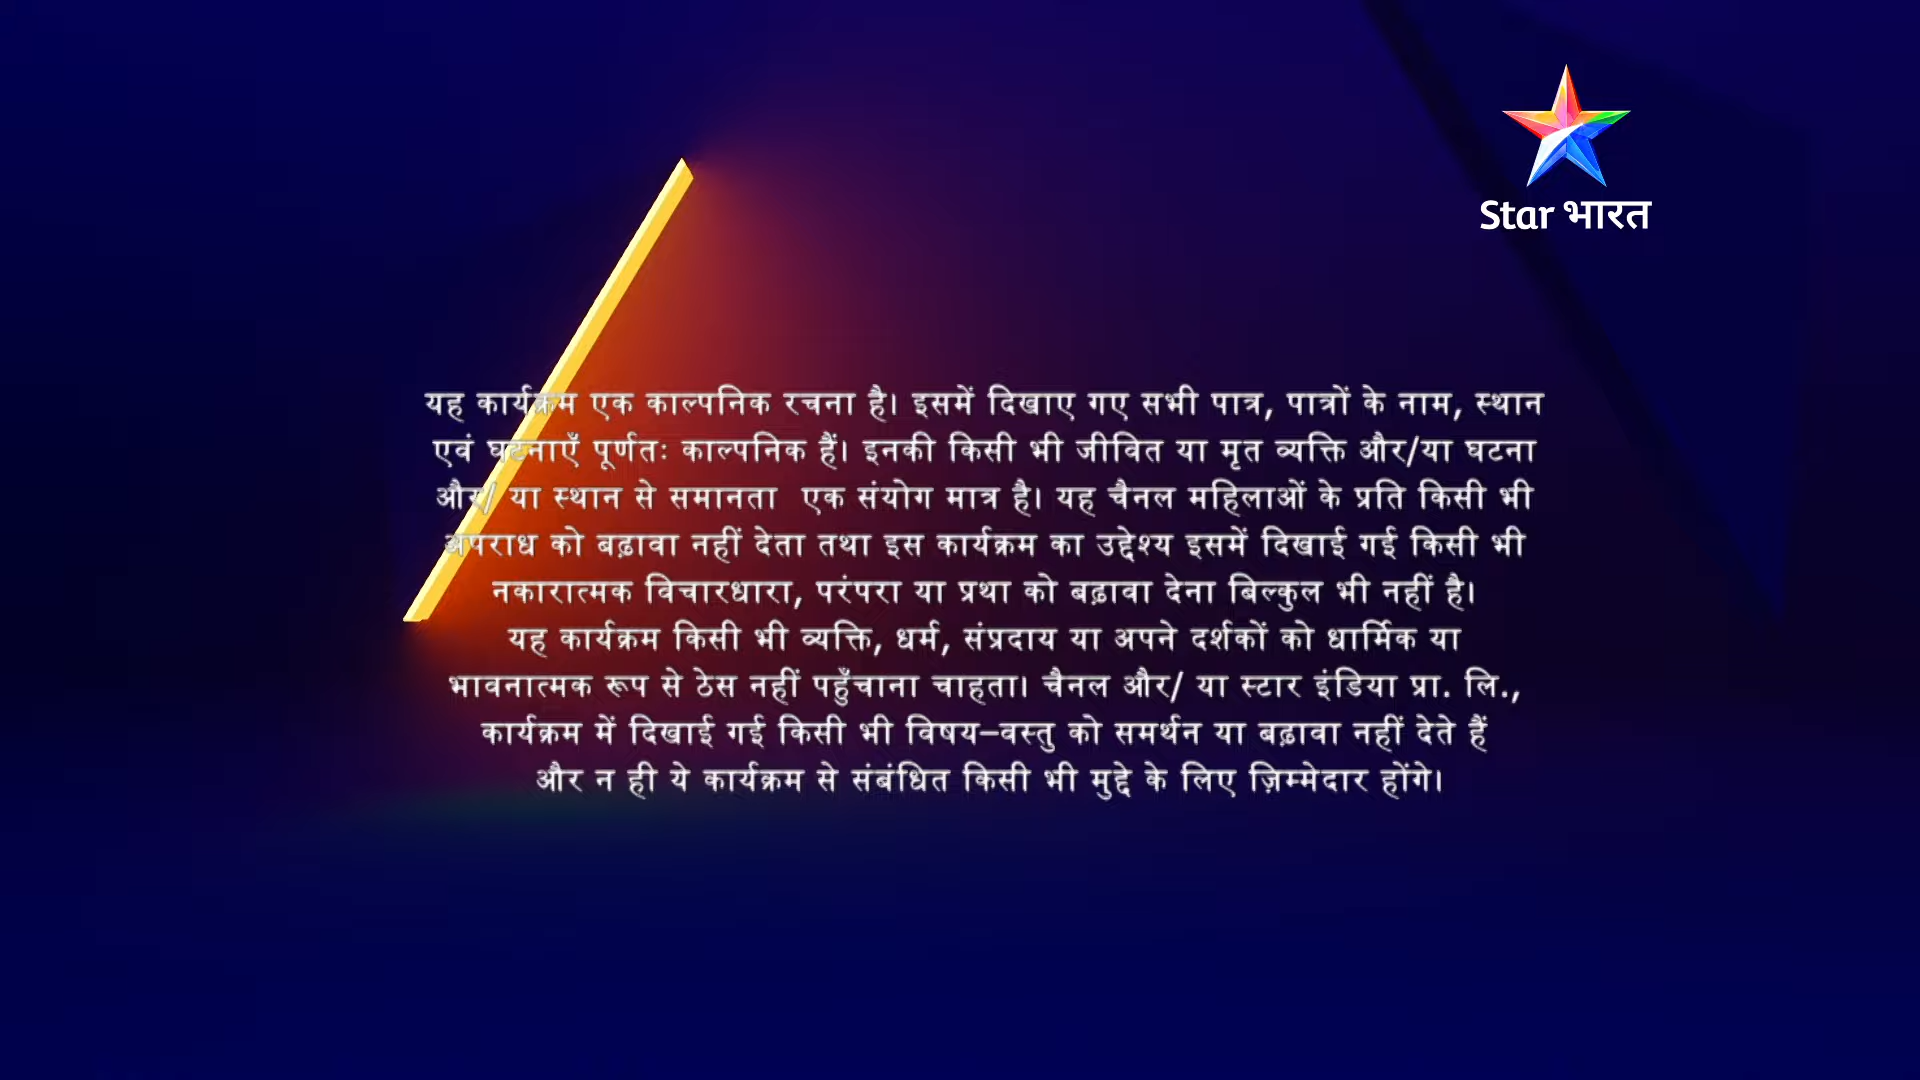 Star भारत
यह कार्यक्रम एक काल्पनिक रचना है। इसमें दिखाए गए सभी पात्र, पात्रों के नाम, स्थान
एवं घटनाएँ पूर्णतः काल्पनिक हैं। इनकी किसी भी जीवित या मृत व्यक्ति और/या घटना
और/ या स्थान से समानता  एक संयोग मात्र है। यह चैनल महिलाओं के प्रति किसी भी
अपराध को बढ़ावा नहीं देता तथा इस कार्यक्रम का उद्देश्य इसमें दिखाई गई किसी भी
नकारात्मक विचारधारा, परंपरा या प्रथा को बढ़ावा देना बिल्कुल भी नहीं है।
यह कार्यक्रम किसी भी व्यक्ति, धर्म, संप्रदाय या अपने दर्शकों को धार्मिक या
भावनात्मक रूप से ठेस नहीं पहुँचाना चाहता। चैनल और/ या स्टार इंडिया प्रा. लि.,
कार्यक्रम में दिखाई गई किसी भी विषय–वस्तु को समर्थन या बढ़ावा नहीं देते हैं
और न ही ये कार्यक्रम से संबंधित किसी भी मुद्दे के लिए ज़िम्मेदार होंगे।